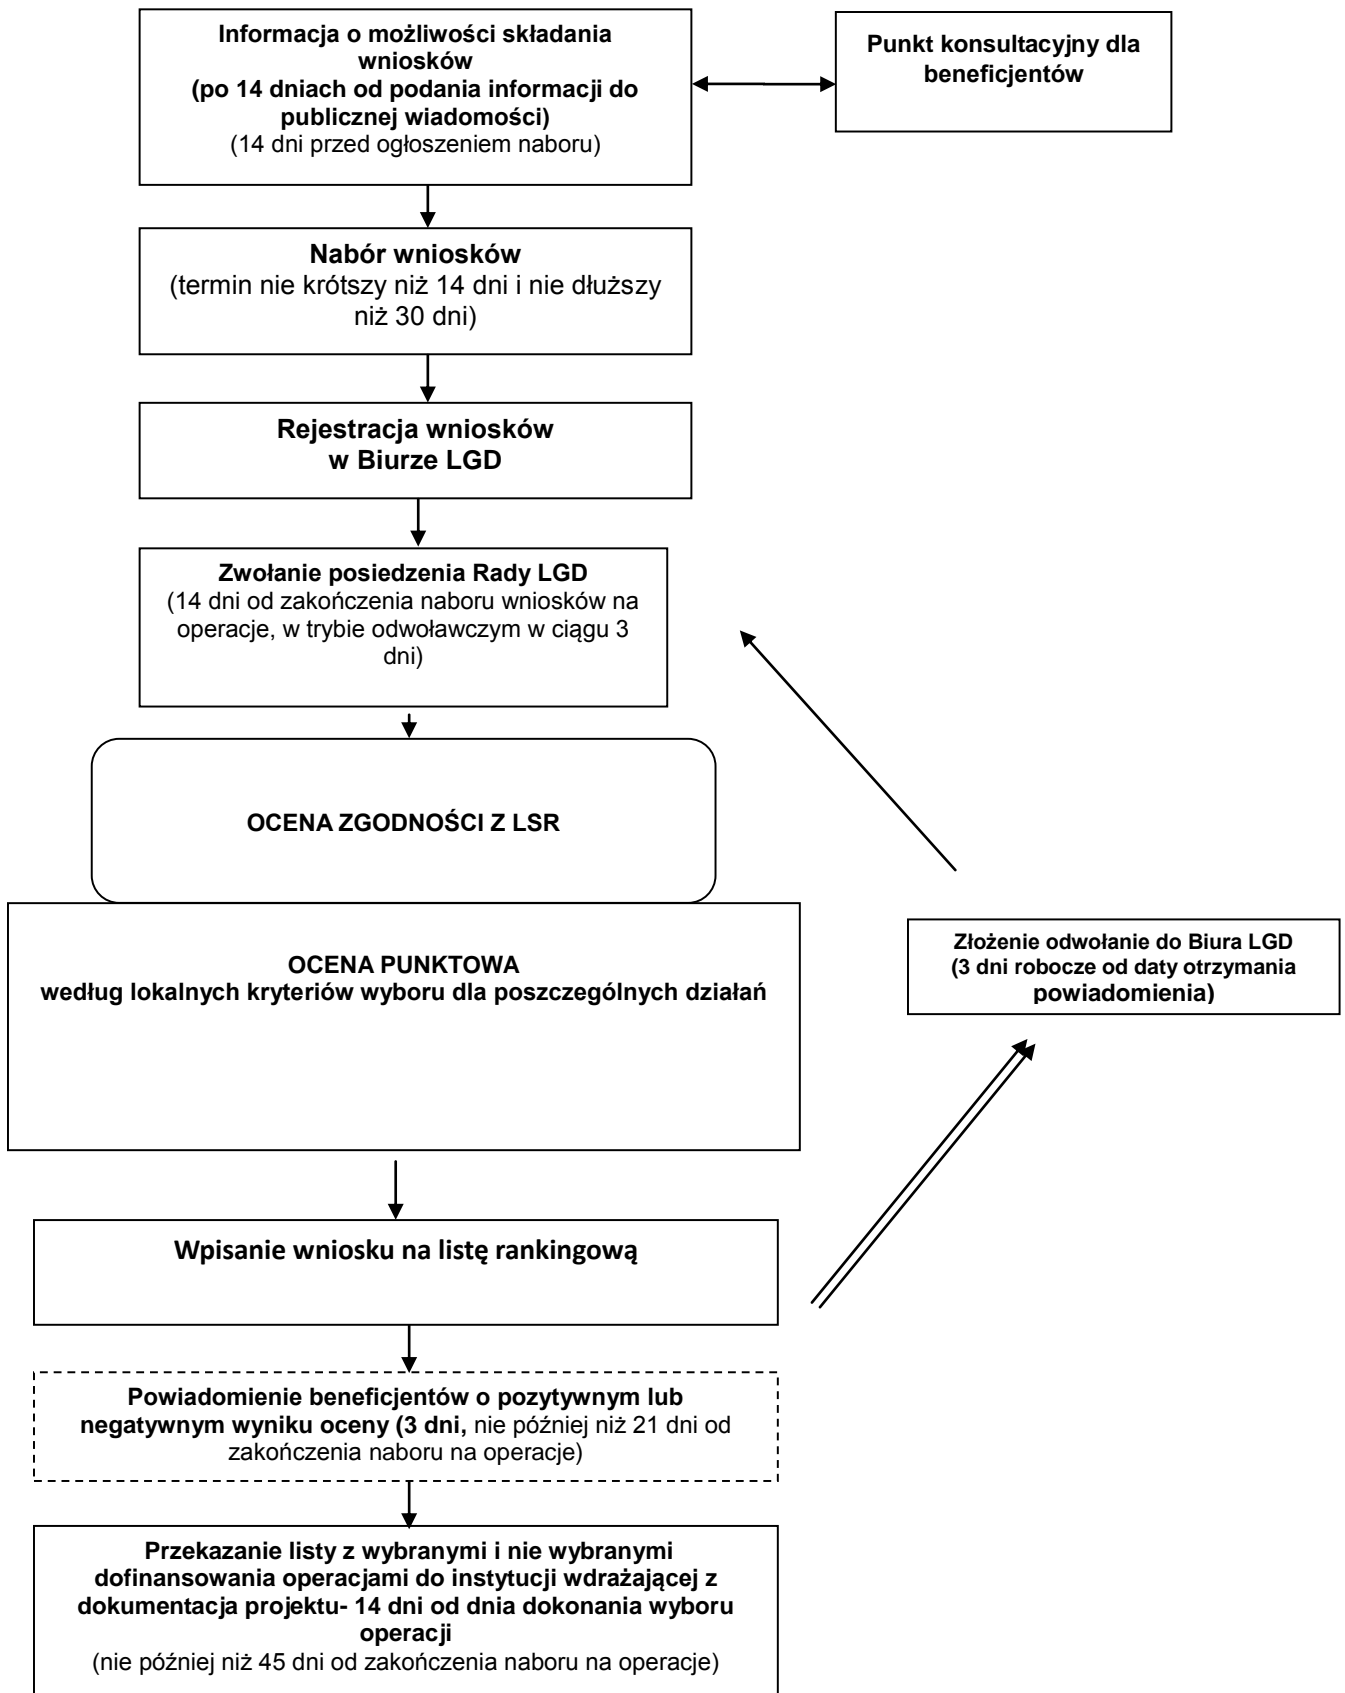 Informacja o możliwości składania
wniosków
(po 14 dniach od podania informacji do
publicznej wiadomości)
(14 dni przed ogłoszeniem naboru)
Punkt konsultacyjny dla
beneficjentów
Nabór wniosków
(termin nie krótszy niż 14 dni i nie dłuższy
niż 30 dni)
Rejestracja wniosków
w Biurze LGD
Zwołanie posiedzenia Rady LGD
(14 dni od zakończenia naboru wniosków na
operacje, w trybie odwoławczym w ciągu 3
dni)
OCENA ZGODNOŚCI Z LSR
OCENA PUNKTOWA
według lokalnych kryteriów wyboru dla poszczególnych działań
Złożenie odwołanie do Biura LGD
(3 dni robocze od daty otrzymania
powiadomienia)
Wpisanie wniosku na listę rankingową
Powiadomienie beneficjentów o pozytywnym lub
negatywnym wyniku oceny (3 dni, nie później niż 21 dni od
zakończenia naboru na operacje)
Przekazanie listy z wybranymi i nie wybranymi
dofinansowania operacjami do instytucji wdrażającej z
dokumentacja projektu- 14 dni od dnia dokonania wyboru
operacji
(nie później niż 45 dni od zakończenia naboru na operacje)